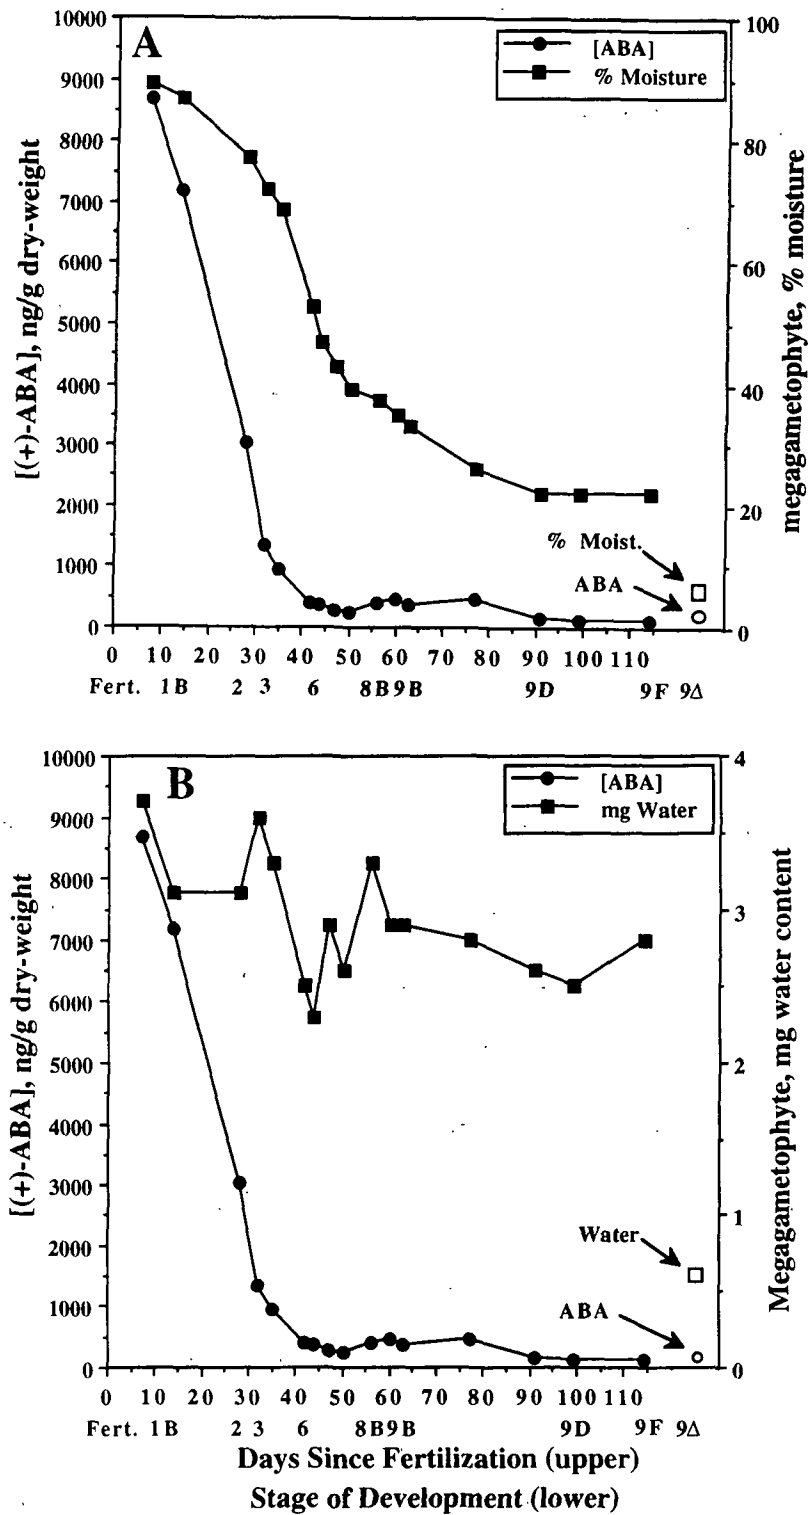 A
[ABA]
% Moisture
10000
9000
8000
7000
6000
5000
4000
3000
2000
1000
0
[(+)-ABA], ng/g dry-weight
100
80
60
40
20
0
megagametophyte, % moisture
% Moist.
ABA
0 10 20 30 40 50 60 70 80 90 100 110
Fert. 1B 2 3 6 8B 9B 9D 9F 9Δ
B
[ABA]
mg Water
10000
9000
8000
7000
6000
5000
4000
3000
2000
1000
0
[(+)-ABA], ng/g dry-weight
4
3
2
1
0
Megagametophyte, mg water content
Water
ABA
0 10 20 30 40 50 60 70 80 90 100 110
Fert. 1B 2 3 6 8B 9B 9D 9F 9Δ
Days Since Fertilization (upper)
Stage of Development (lower)